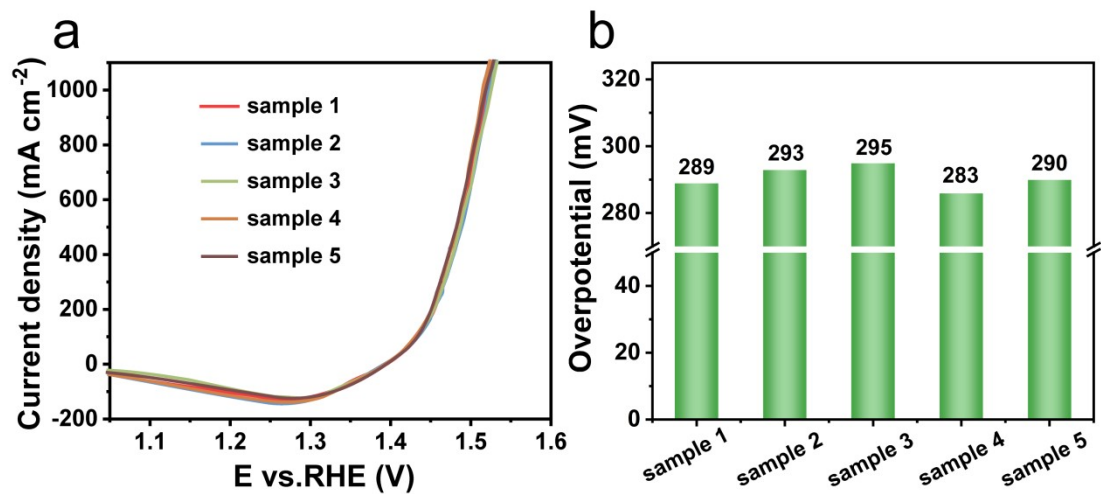 a
Current density (mA cm⁻²)
1000
800
600
400
200
0
-200
sample 1
sample 2
sample 3
sample 4
sample 5
1.1 1.2 1.3 1.4 1.5 1.6
E vs.RHE (V)
b
Overpotential (mV)
320
300
280
40
20
0
289
293
295
283
290
sample 1
sample 2
sample 3
sample 4
sample 5